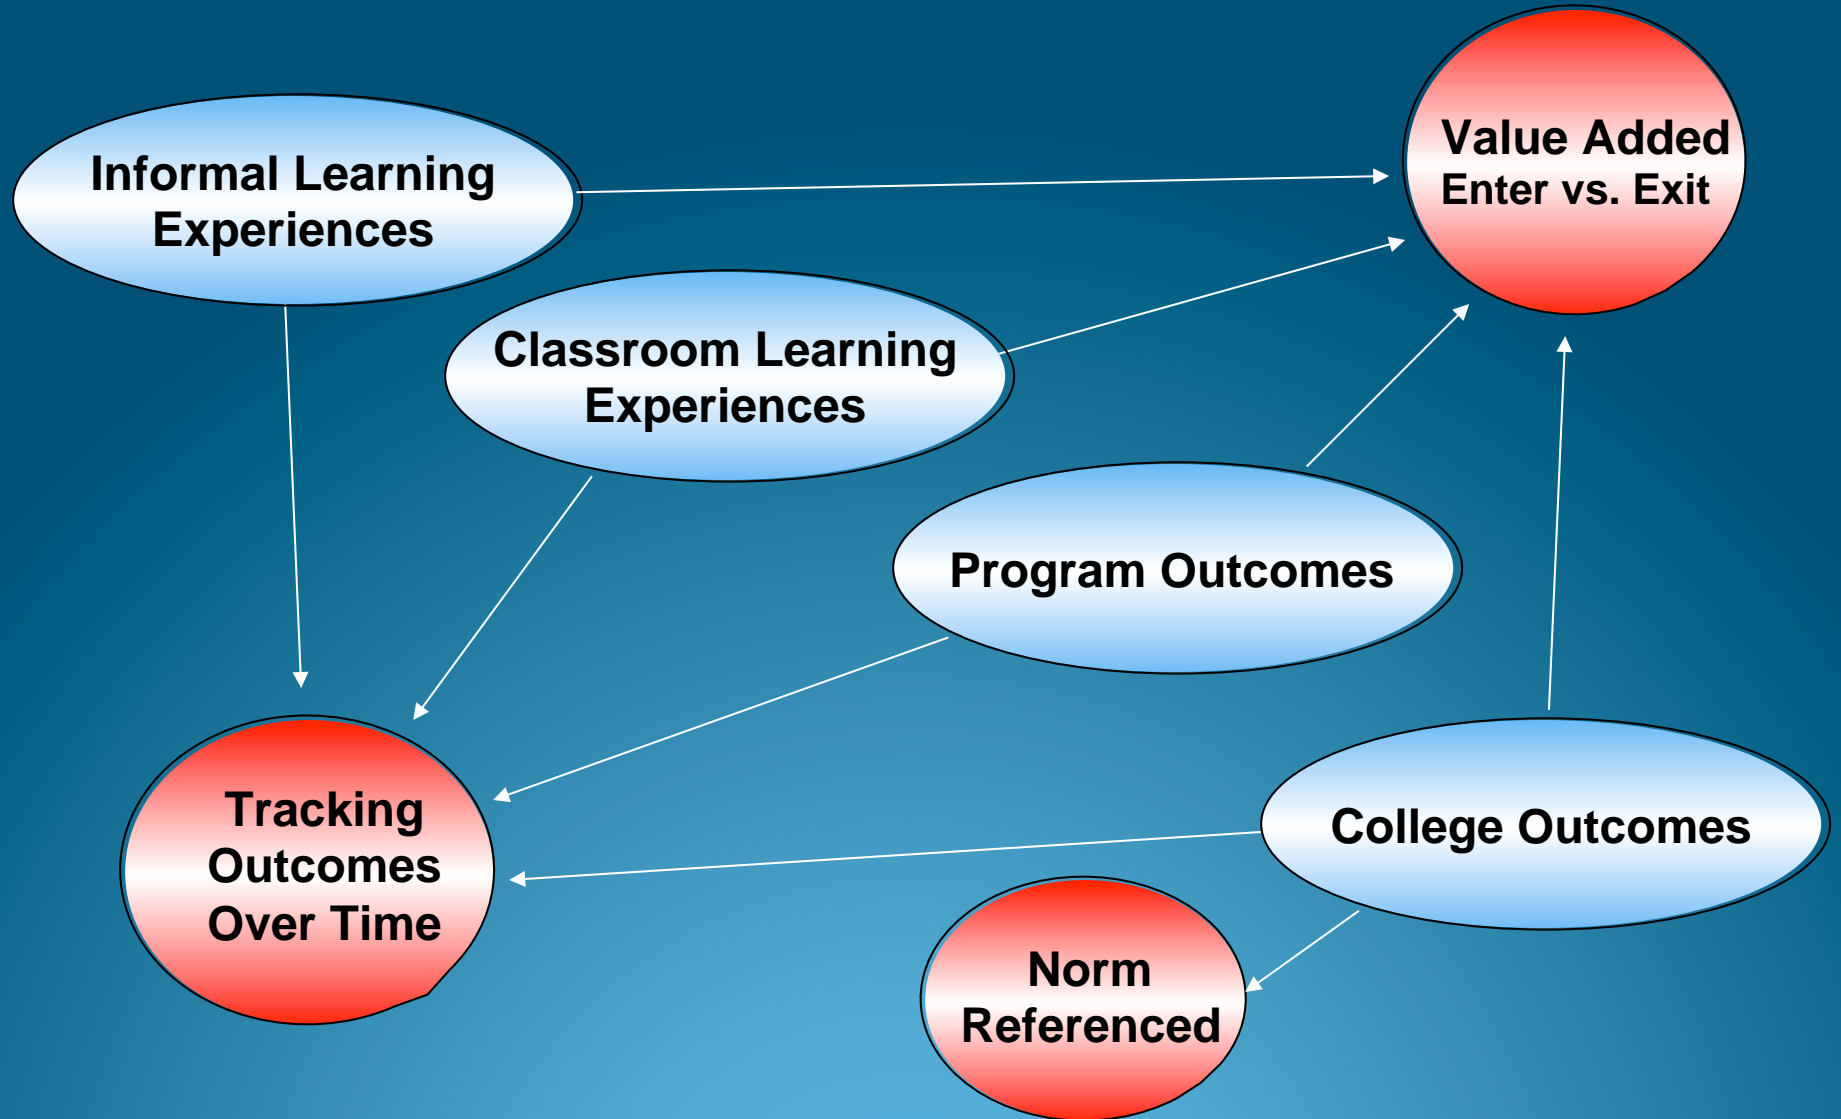 Informal Learning
Experiences
Value Added
Enter vs. Exit
Classroom Learning
Experiences
Program Outcomes
Tracking
Outcomes
Over Time
College Outcomes
Norm
Referenced